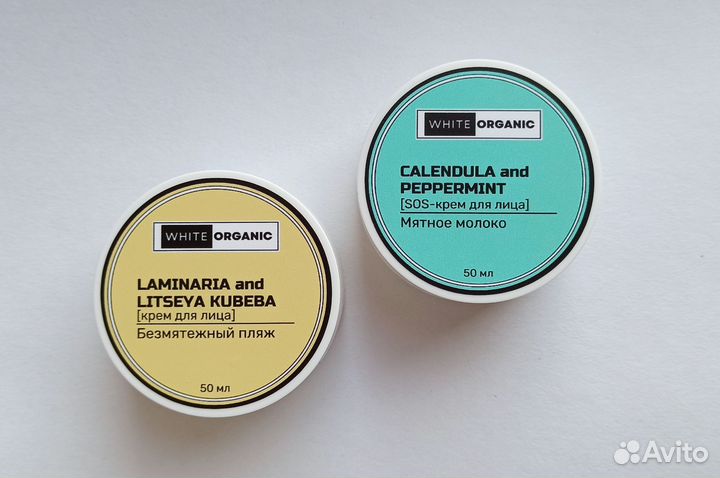 WHITE ORGANIC
LAMINARIA and
LITSEYA KUBEBA
[крем для лица]
Безмятежный пляж
50 мл
WHITE ORGANIC
CALENDULA and
PEPPERMINT
[SOS-крем для лица]
Мятное молоко
50 мл
Avito